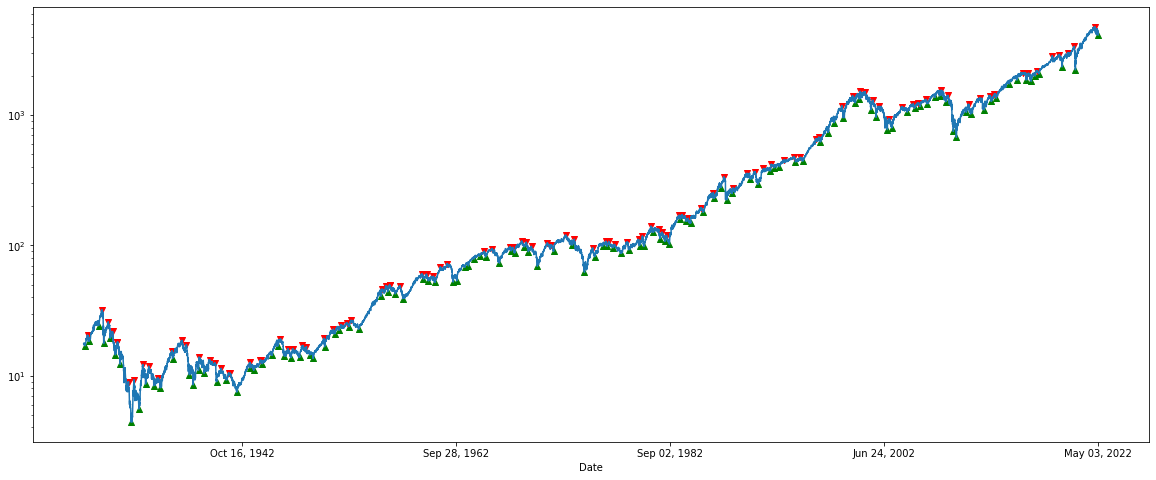 10³
10²
10¹
Oct 16, 1942
Sep 28, 1962
Sep 02, 1982
Jun 24, 2002
May 03, 2022
Date